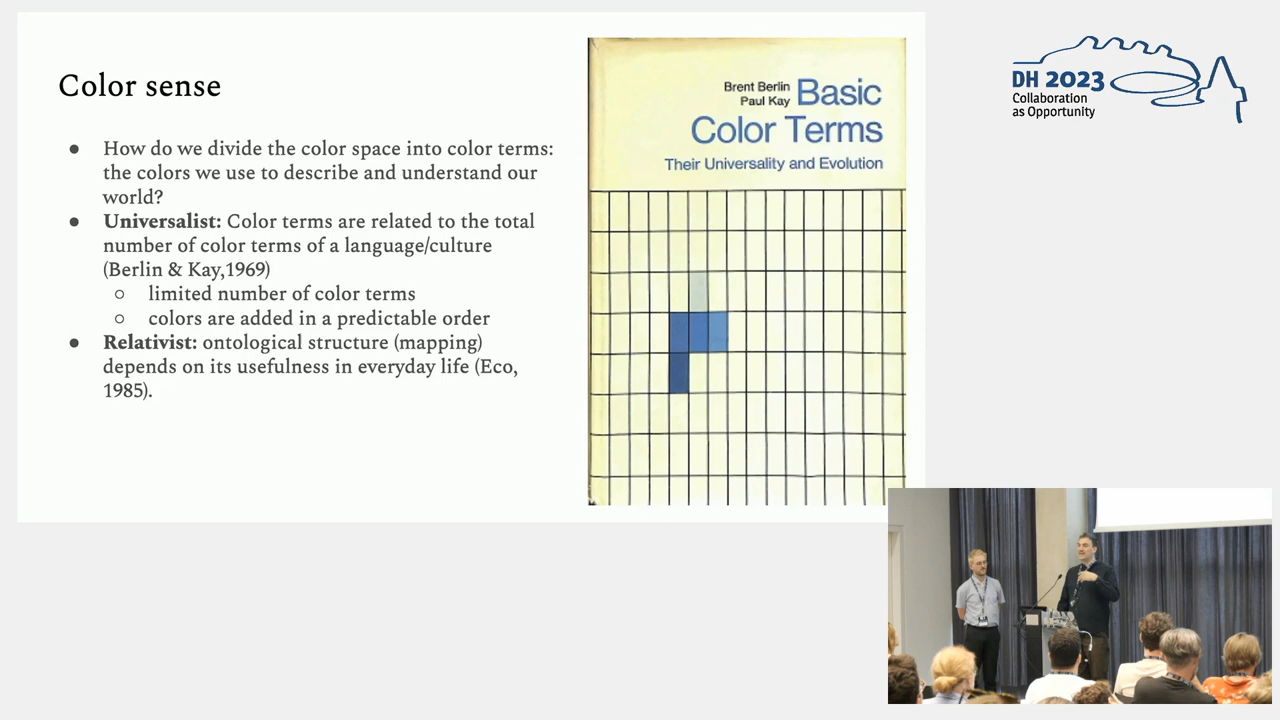 Color sense
● How do we divide the color space into color terms:
the colors we use to describe and understand our
world?
● Universalist: Color terms are related to the total
number of color terms of a language/culture
(Berlin & Kay,1969)
○ limited number of color terms
○ colors are added in a predictable order
● Relativist: ontological structure (mapping)
depends on its usefulness in everyday life (Eco,
1985).
Brent Berlin
Paul Kay
Basic
Color Terms
Their Universality and Evolution
DH 2023
Collaboration
as Opportunity